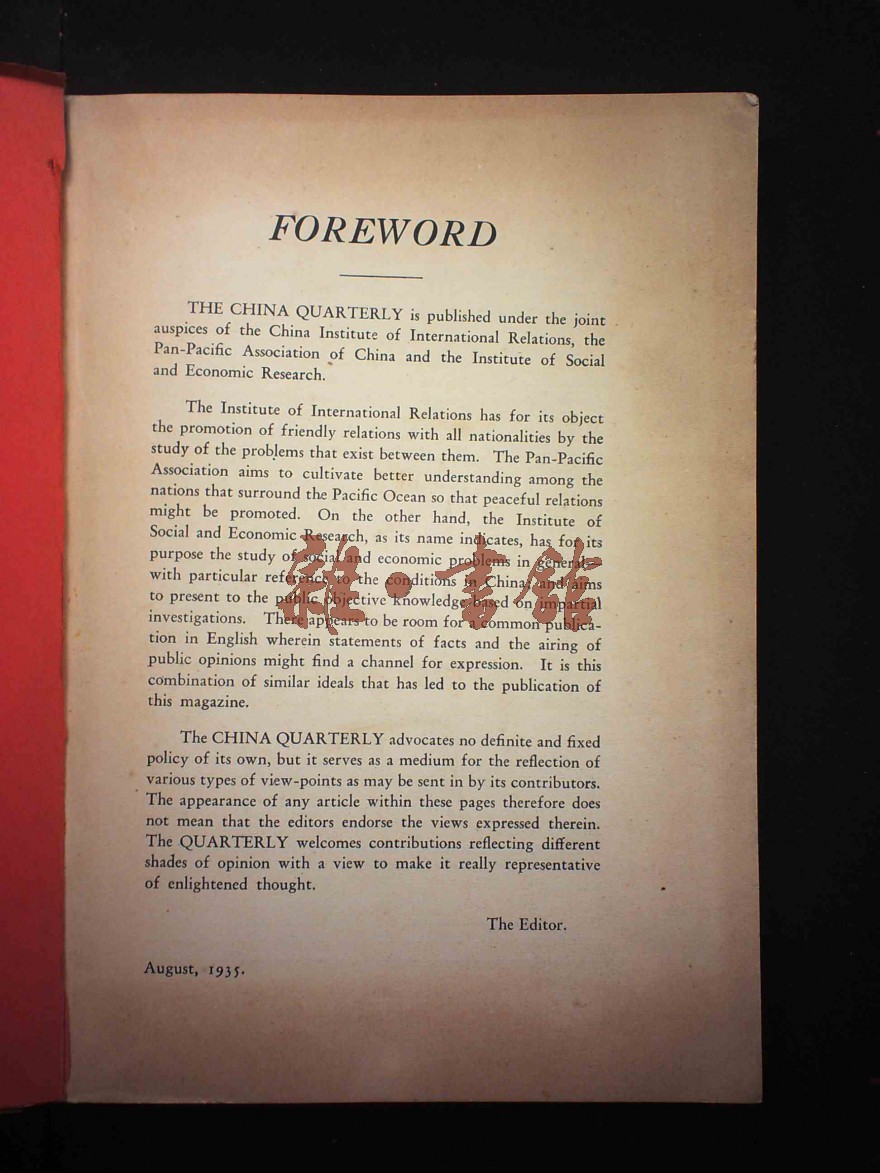 FOREWORD
THE CHINA QUARTERLY is published under the joint
auspices of the China Institute of International Relations, the
Pan-Pacific Association of China and the Institute of Social
and Economic Research.
The Institute of International Relations has for its object
the promotion of friendly relations with all nationalities by the
study of the problems that exist between them. The Pan-Pacific
Association aims to cultivate better understanding among the
nations that surround the Pacific Ocean so that peaceful relations
might be promoted. On the other hand, the Institute of
Social and Economic Research, as its name indicates, has for its
purpose the study of social and economic problems in general
with particular reference to the conditions in China, and aims
to present to the public objective knowledge based on impartial
investigations. There appears to be room for a common publica-
tion in English wherein statements of facts and the airing of
public opinions might find a channel for expression. It is this
combination of similar ideals that has led to the publication of
this magazine.
The CHINA QUARTERLY advocates no definite and fixed
policy of its own, but it serves as a medium for the reflection of
various types of view-points as may be sent in by its contributors.
The appearance of any article within these pages therefore does
not mean that the editors endorse the views expressed therein.
The QUARTERLY welcomes contributions reflecting different
shades of opinion with a view to make it really representative
of enlightened thought.
The Editor.
August, 1935.
雜·書館